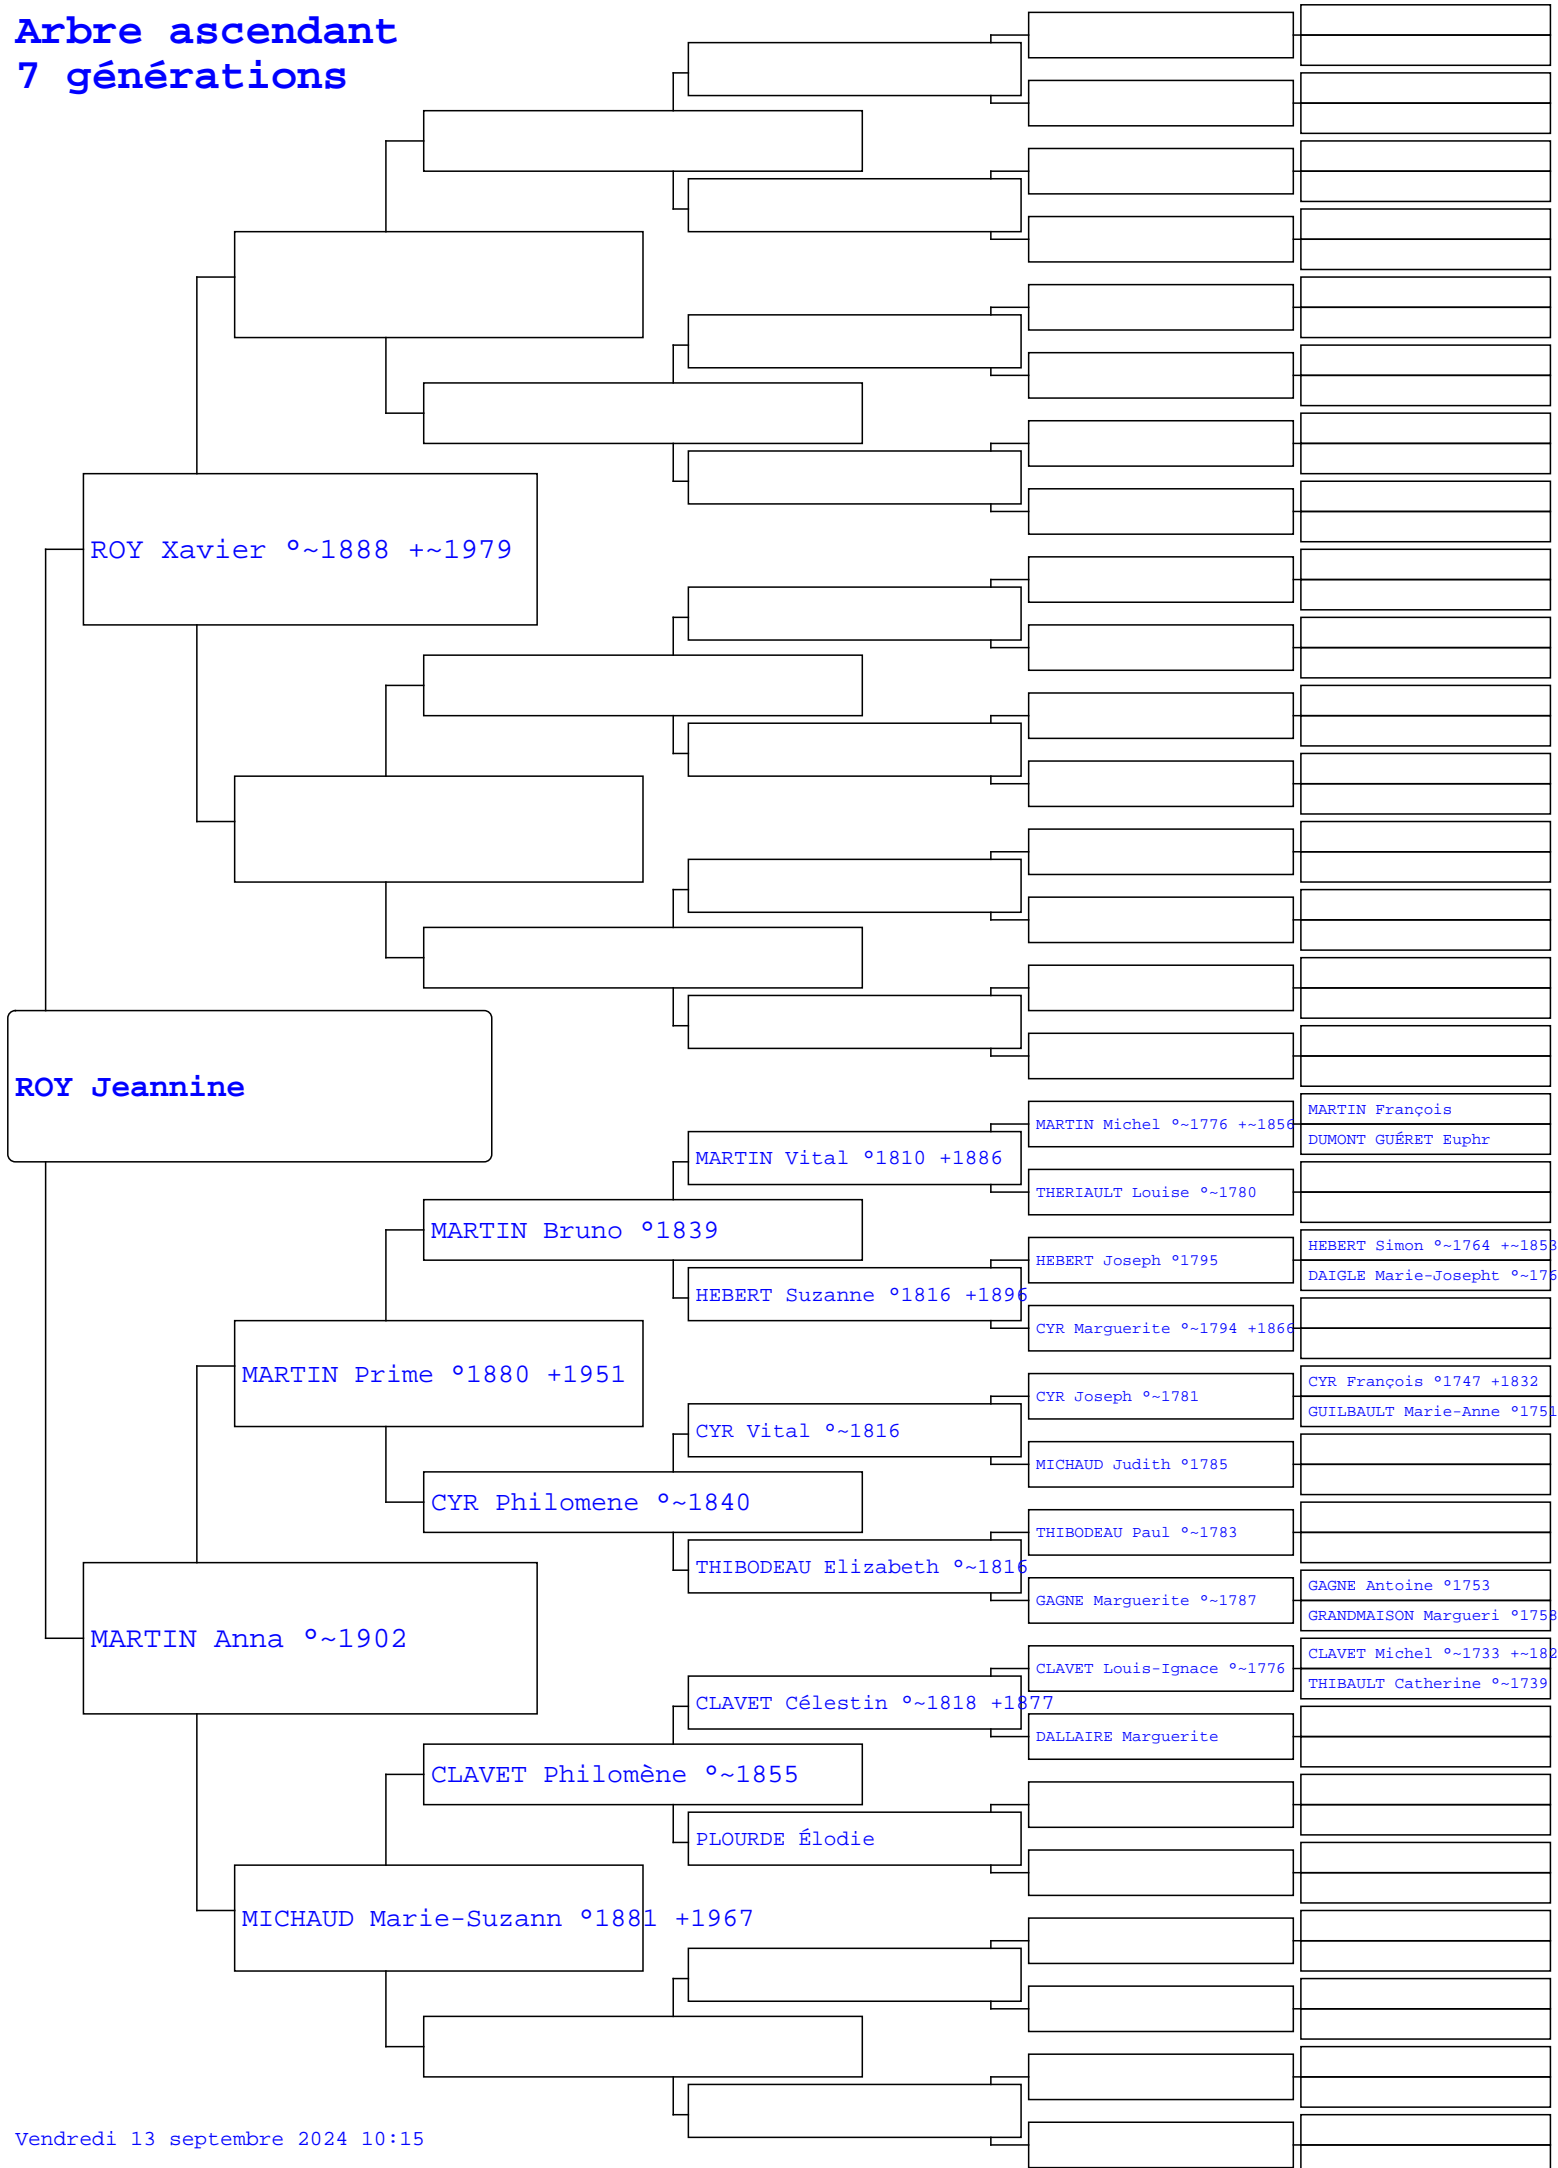 Arbre ascendant
7 générations
ROY Xavier °~1888 +~1979
ROY Jeannine
MARTIN François
MARTIN Michel °~1776 +~1856
DUMONT GUÉRET Euphr
MARTIN Vital °1810 +1886
THERIAULT Louise °~1780
MARTIN Bruno °1839
HEBERT Simon °~1764 +~1853
HEBERT Joseph °1795
DAIGLE Marie-Josepht °~176
HEBERT Suzanne °1816 +1896
CYR Marguerite °~1794 +1866
MARTIN Prime °1880 +1951
CYR François °1747 +1832
CYR Joseph °~1781
GUILBAULT Marie-Anne °1751
CYR Vital °~1816
MICHAUD Judith °1785
CYR Philomene °~1840
THIBODEAU Paul °~1783
THIBODEAU Elizabeth °~1816
GAGNE Antoine °1753
GAGNE Marguerite °~1787
GRANDMAISON Margueri °1758
MARTIN Anna °~1902
CLAVET Michel °~1733 +~182
CLAVET Louis-Ignace °~1776
THIBAULT Catherine °~1739
CLAVET Célestin °~1818 +1877
DALLAIRE Marguerite
CLAVET Philomène °~1855
PLOURDE Élodie
MICHAUD Marie-Suzann °1881 +1967
Vendredi 13 septembre 2024 10:15